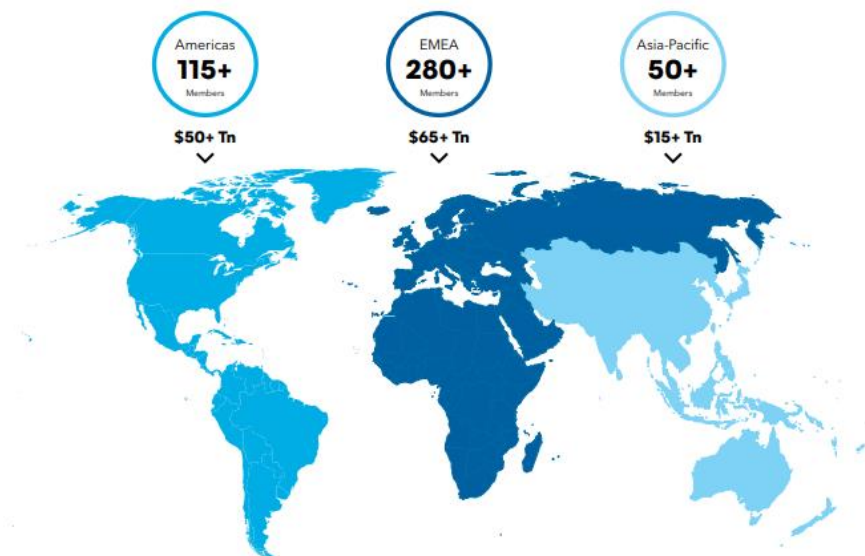 Americas
115+
Members
$50+ Tn
EMEA
280+
Members
$65+ Tn
Asia-Pacific
50+
Members
$15+ Tn